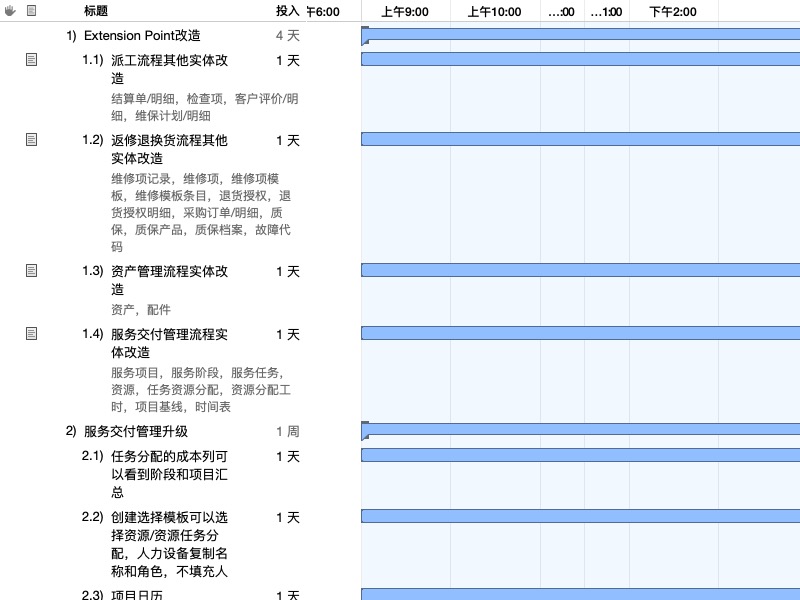 标题 投入 午6:00 上午9:00 上午10:00 …:00 …1:00 下午2:00
1) Extension Point改造 4 天
1.1) 派工流程其他实体改 1 天
造
结算单/明细，检查项，客户评价/明
细，维保计划/明细
1.2) 返修退换货流程其他 1 天
实体改造
维修项记录，维修项，维修项模
板，维修模板条目，退货授权，退
货授权明细，采购订单/明细，质
保，质保产品，质保档案，故障代
码
1.3) 资产管理流程实体改 1 天
造
资产，配件
1.4) 服务交付管理流程实 1 天
体改造
服务项目，服务阶段，服务任务，
资源，任务资源分配，资源分配工
时，项目基线，时间表
2) 服务交付管理升级 1 周
2.1) 任务分配的成本列可 1 天
以看到阶段和项目汇
总
2.2) 创建选择模板可以选 1 天
择资源/资源任务分
配，人力设备复制名
称和角色，不填充人
2.3) 项目日历 1 天